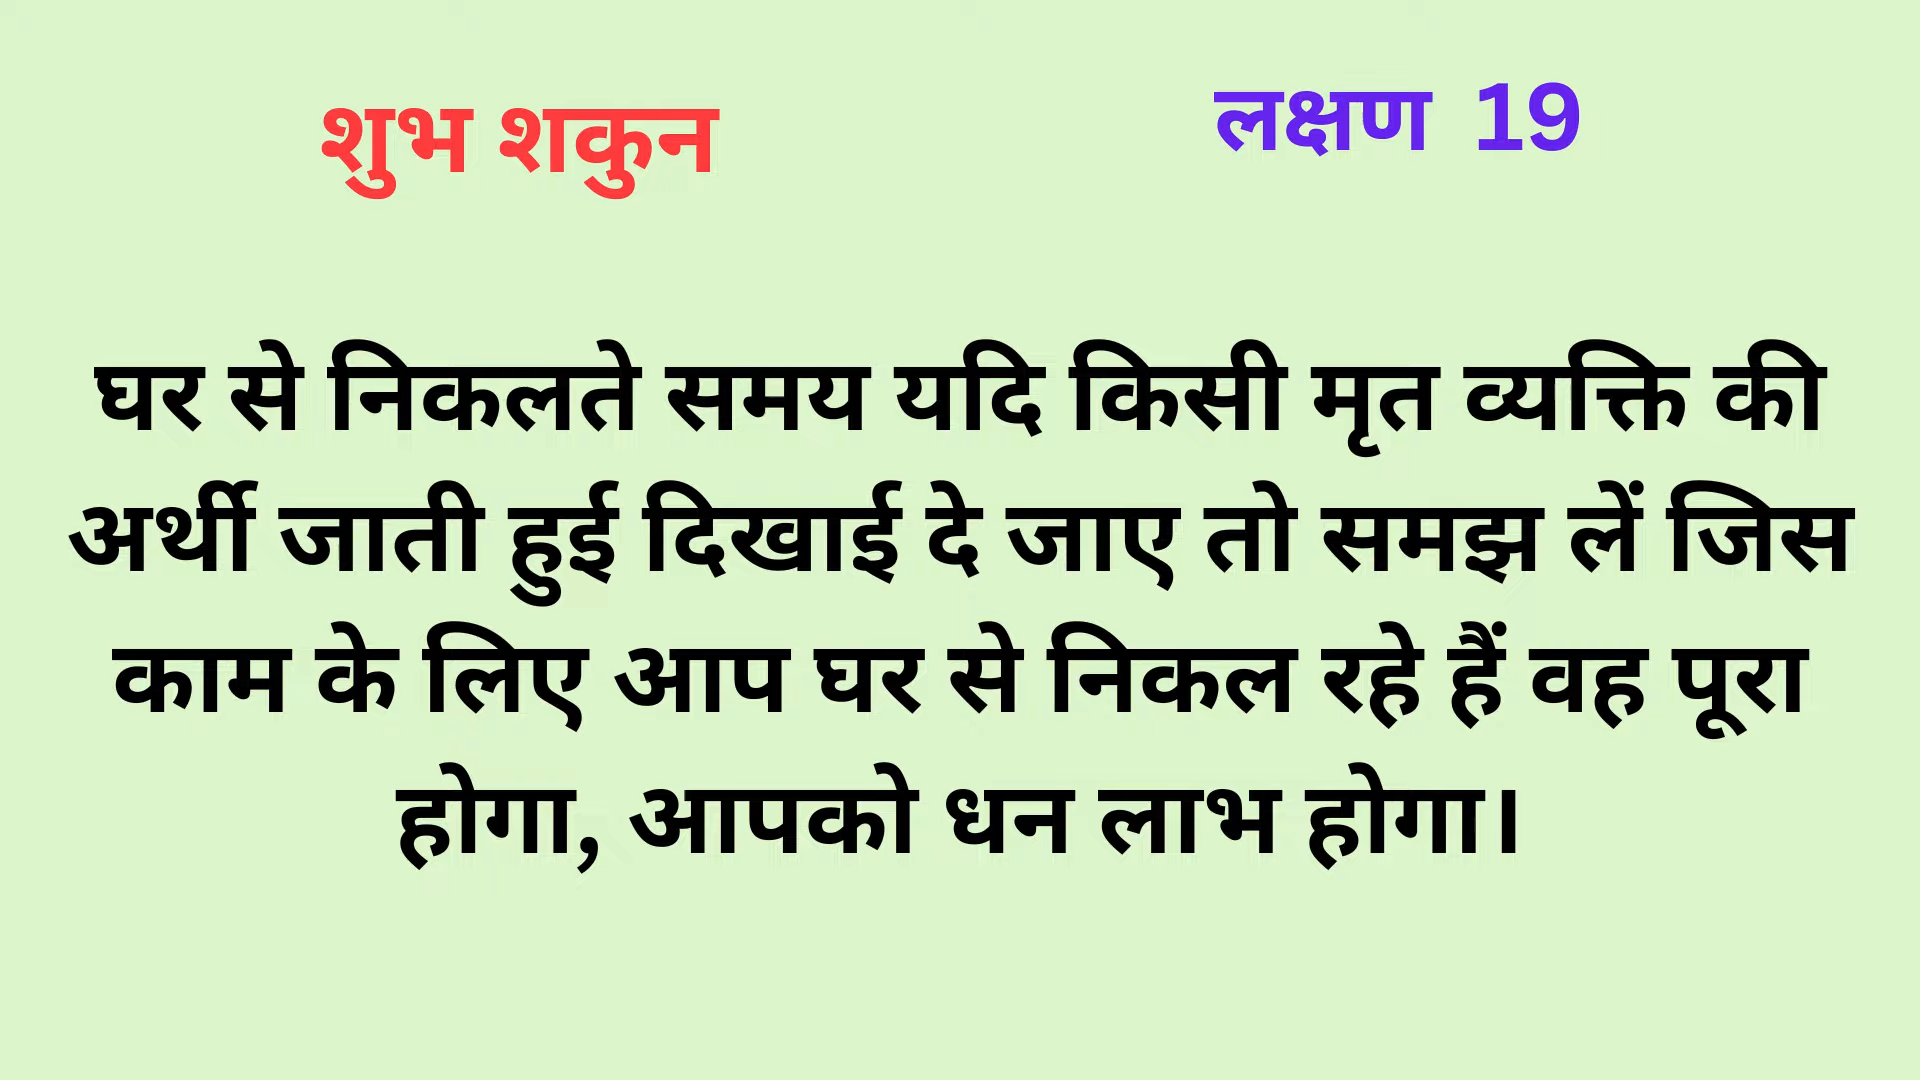 शुभ शकुन
लक्षण 19
घर से निकलते समय यदि किसी मृत व्यक्ति की
अर्थी जाती हुई दिखाई दे जाए तो समझ लें जिस
काम के लिए आप घर से निकल रहे हैं वह पूरा
होगा, आपको धन लाभ होगा।